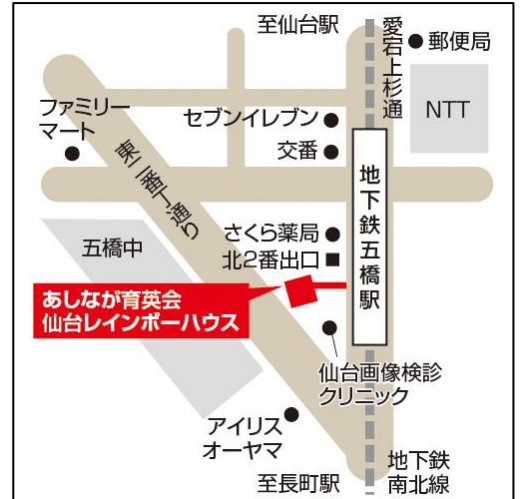 至仙台駅
愛宕上杉通
郵便局
NTT
ファミリー
マート
セブンイレブン
交番
東二番丁通り
地下鉄五橋駅
五橋中
さくら薬局
北2番出口
あしなが育英会
仙台レインボーハウス
仙台画像検診
クリニック
アイリス
オーヤマ
至長町駅
地下鉄
南北線